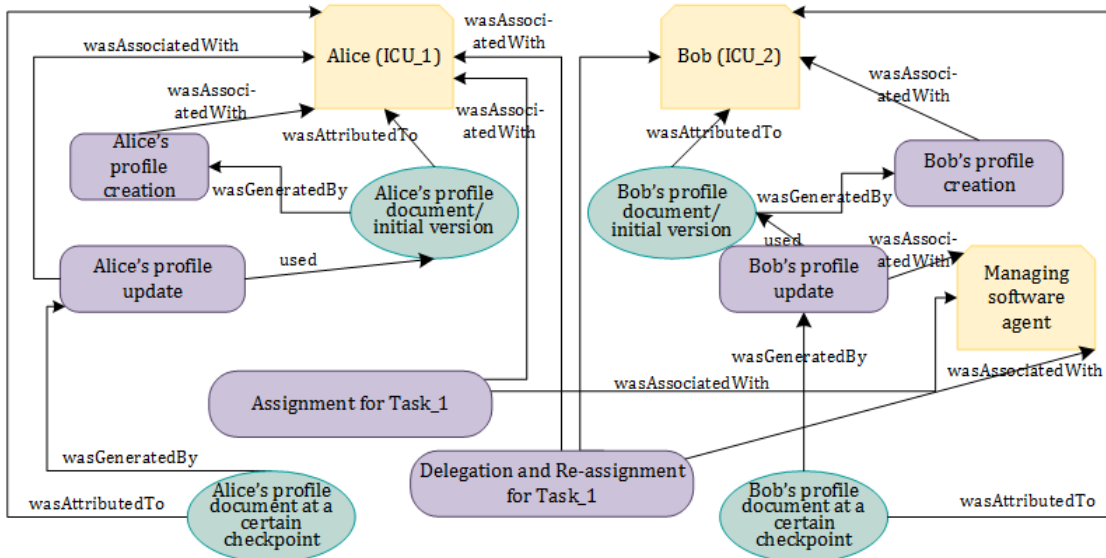 wasAssoci-
atedWith
wasAssociatedWith
Alice (ICU_1)
Bob (ICU_2)
wasAssoci-
atedWith
wasAssoci-
atedWith
wasAssoci-
atedWith
wasAttributedTo
wasAttributedTo
Alice's
profile
creation
Bob's profile
creation
wasGeneratedBy
Alice's profile
document/
initial version
Bob's profile
document/
initial version
wasGeneratedBy
used
used
wasAssoci-
atedWith
Alice's profile
update
Bob's profile
update
Managing
software
agent
wasGeneratedBy
wasAssociatedWith
wasAssociatedWith
Assignment for Task_1
wasGeneratedBy
Delegation and Re-assignment
for Task_1
wasAttributedTo
Alice's profile
document at a
certain
checkpoint
Bob's profile
document at a
certain
checkpoint
wasAttributedTo